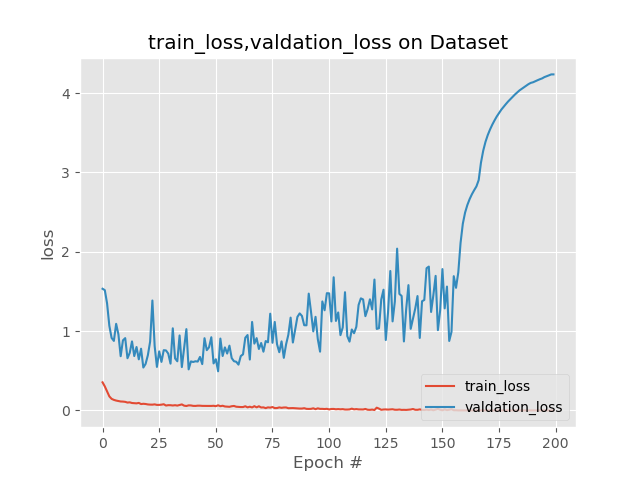 train_loss,valdation_loss on Dataset
loss
4
3
2
1
0
train_loss
valdation_loss
0 25 50 75 100 125 150 175 200
Epoch #